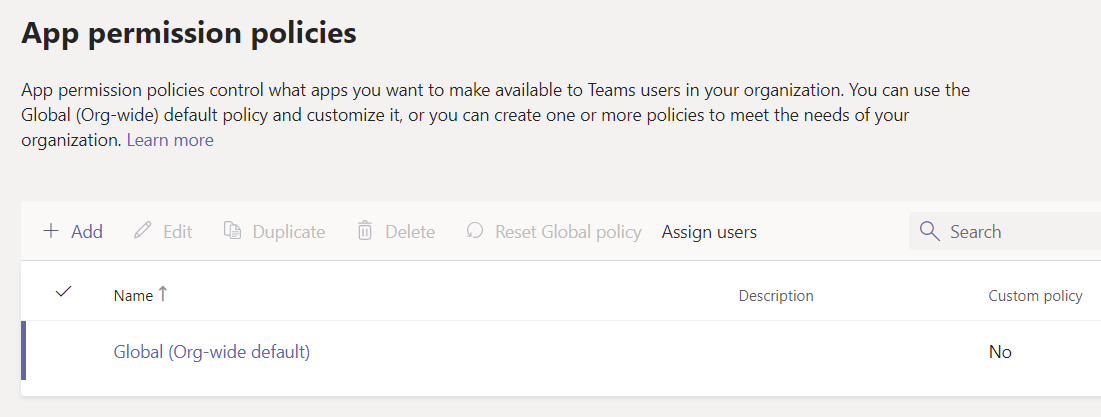 App permission policies
App permission policies control what apps you want to make available to Teams users in your organization. You can use the
Global (Org-wide) default policy and customize it, or you can create one or more policies to meet the needs of your
organization. Learn more
Add Edit Duplicate Delete Reset Global policy Assign users Search
Name Description Custom policy
Global (Org-wide default) No